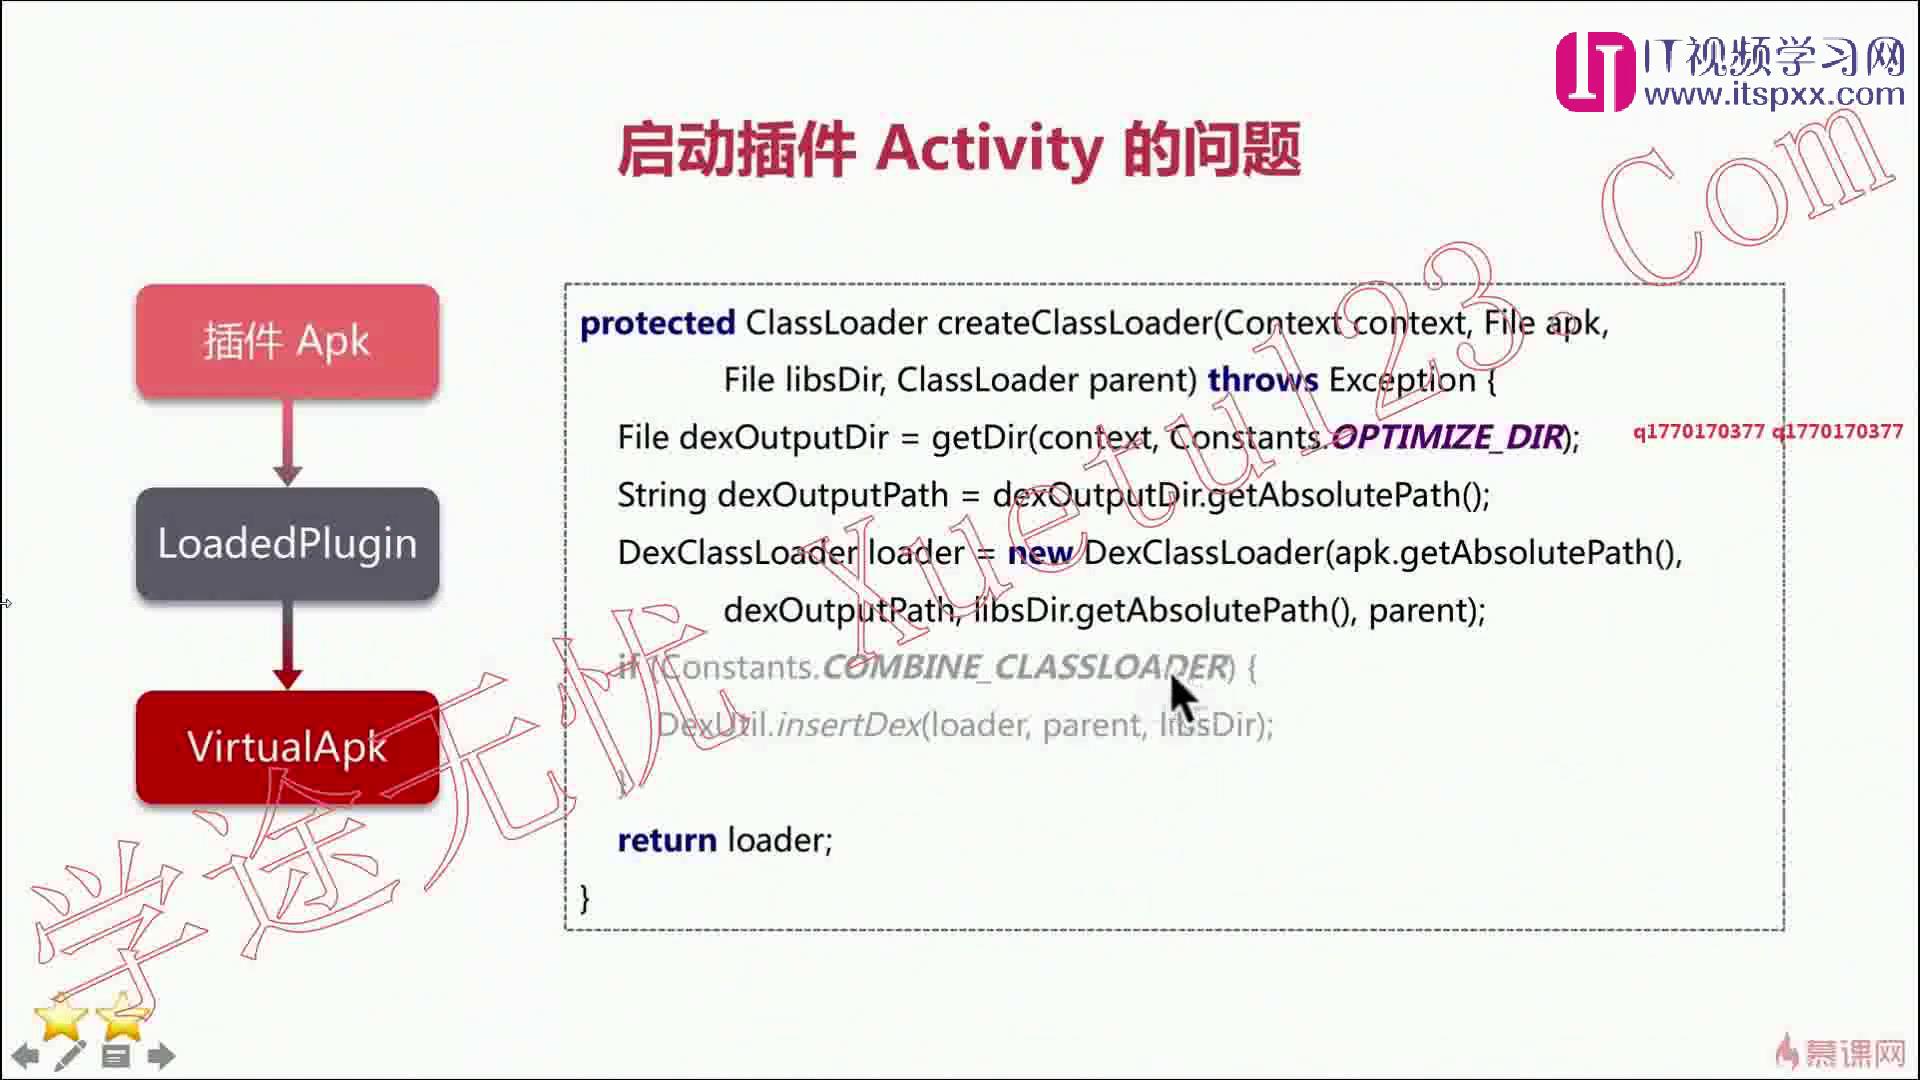 IT视频学习网
www.itspxx.com
启动插件 Activity 的问题
插件 Apk
LoadedPlugin
VirtualApk
protected ClassLoader createClassLoader(Context context, File apk,
File libsDir, ClassLoader parent) throws Exception {
File dexOutputDir = getDir(context, Constants.OPTIMIZE_DIR);
q1770170377 q1770170377
String dexOutputPath = dexOutputDir.getAbsolutePath();
DexClassLoader loader = new DexClassLoader(apk.getAbsolutePath(),
dexOutputPath, libsDir.getAbsolutePath(), parent);
if (Constants.COMBINE_CLASSLOADER) {
DexUtil.insertDex(loader, parent, libsDir);
}
return loader;
}
学途无忧 Xuetu123。Com
慕课网